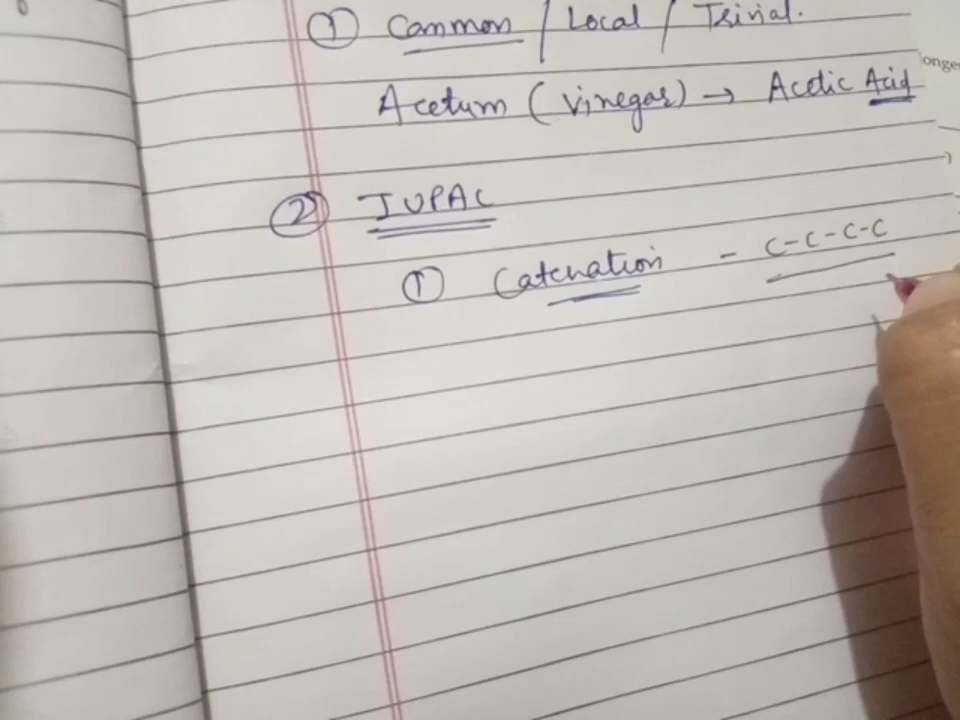 ① Common / Local / Trivial.
Acetum (Vinegar) → Acetic Acid
② IUPAC
① Catenation - C-C-C-C